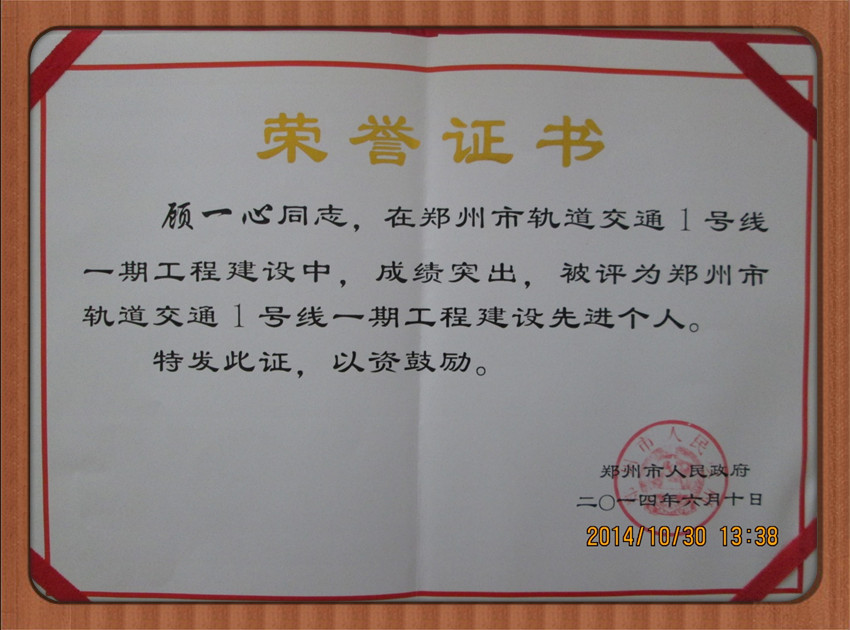 荣誉证书
顾一心同志，在郑州市轨道交通1号线
一期工程建设中，成绩突出，被评为郑州市
轨道交通1号线一期工程建设先进个人。
特发此证，以资鼓励。
市人民
郑州市人民政府
二〇一四年六月十日
2014/10/30 13:38